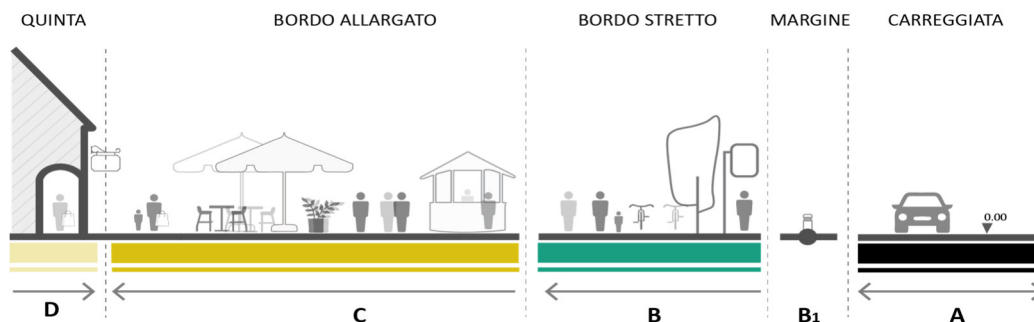 QUINTA
BORDO ALLARGATO
BORDO STRETTO
MARGINE
CARREGGIATA
0.00
D
C
B
B1
A